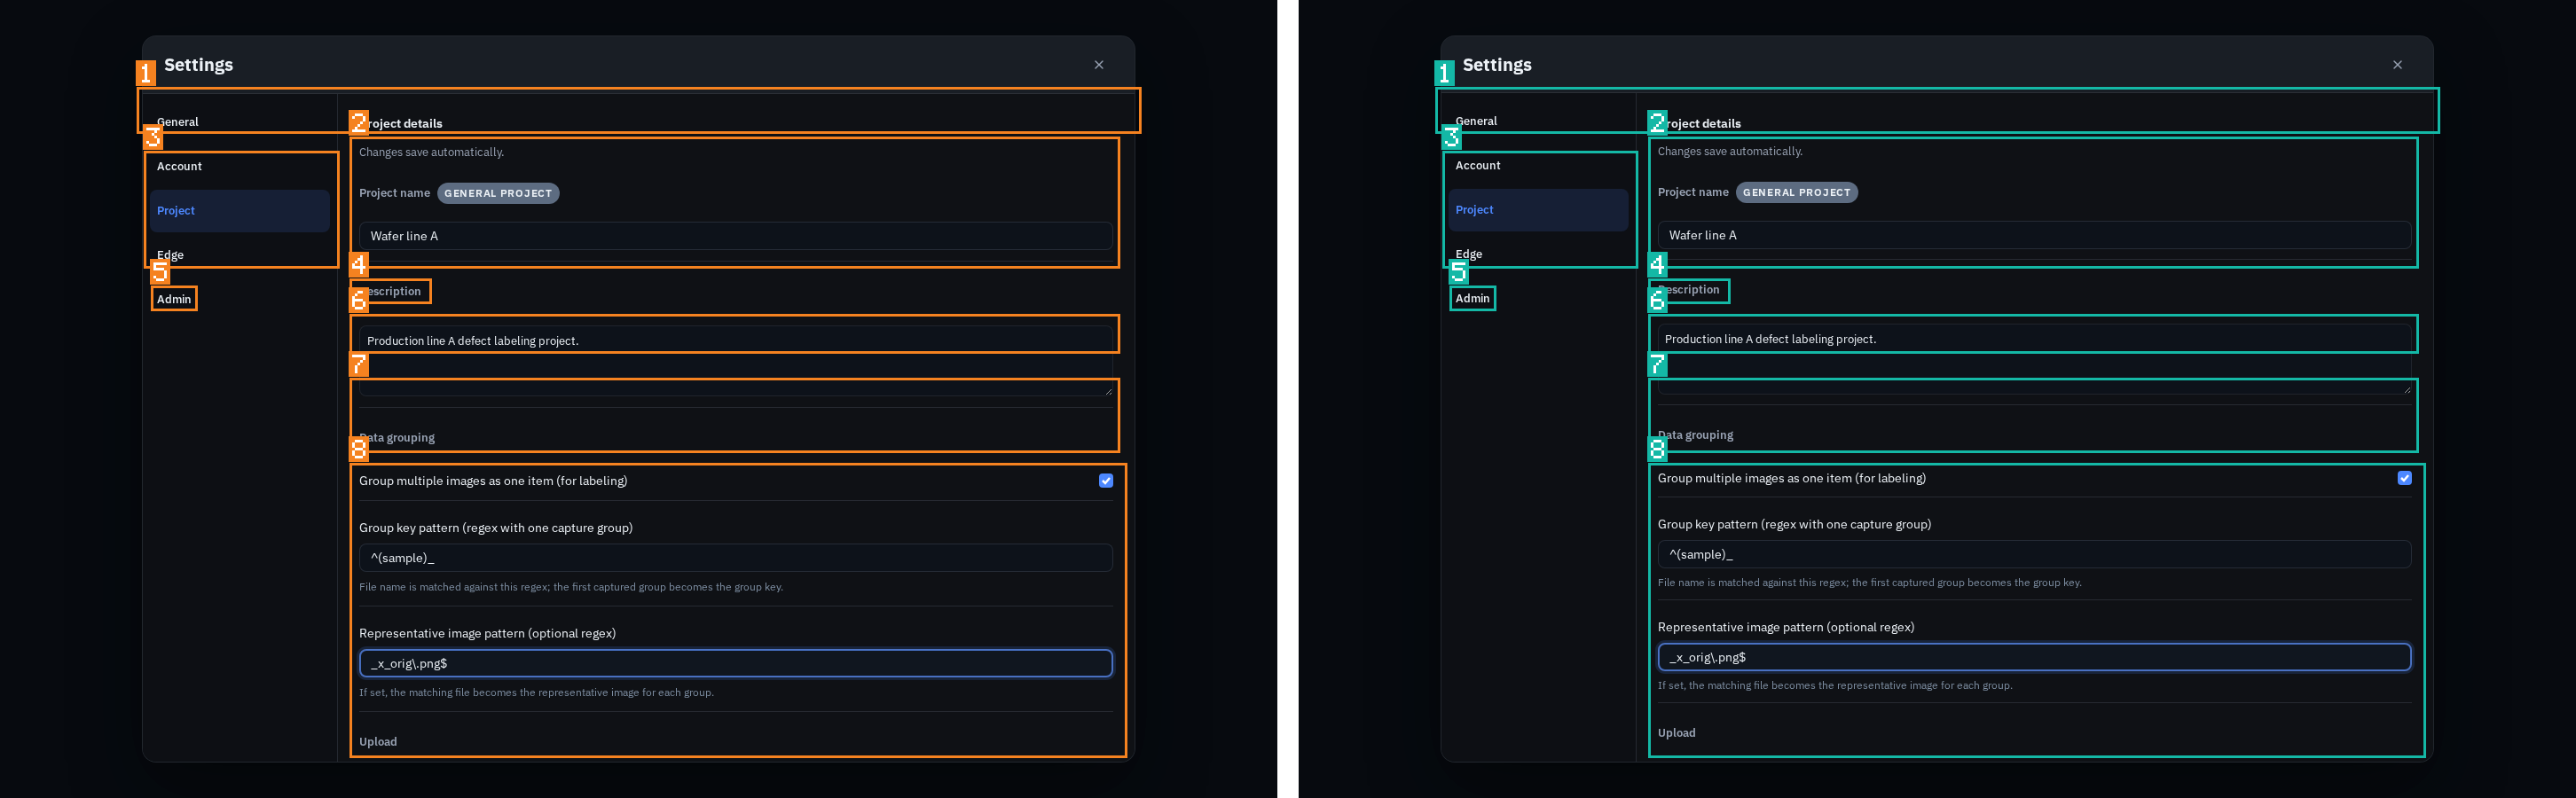 Settings
×
1
General
2
Project details
3
Changes save automatically.
Account
Project name GENERAL PROJECT
Project
Wafer line A
Edge
4
5
Description
Admin
6
Production line A defect labeling project.
7
Data grouping
8
Group multiple images as one item (for labeling)
Group key pattern (regex with one capture group)
^(sample)_
File name is matched against this regex; the first captured group becomes the group key.
Representative image pattern (optional regex)
_x_orig\.png$
If set, the matching file becomes the representative image for each group.
Upload
Settings
×
1
General
2
Project details
3
Changes save automatically.
Account
Project name GENERAL PROJECT
Project
Wafer line A
Edge
4
5
Description
Admin
6
Production line A defect labeling project.
7
Data grouping
8
Group multiple images as one item (for labeling)
Group key pattern (regex with one capture group)
^(sample)_
File name is matched against this regex; the first captured group becomes the group key.
Representative image pattern (optional regex)
_x_orig\.png$
If set, the matching file becomes the representative image for each group.
Upload